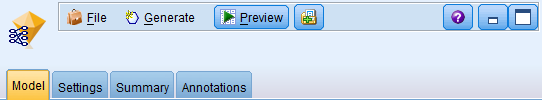 File Generate Preview ?
Model Settings Summary Annotations